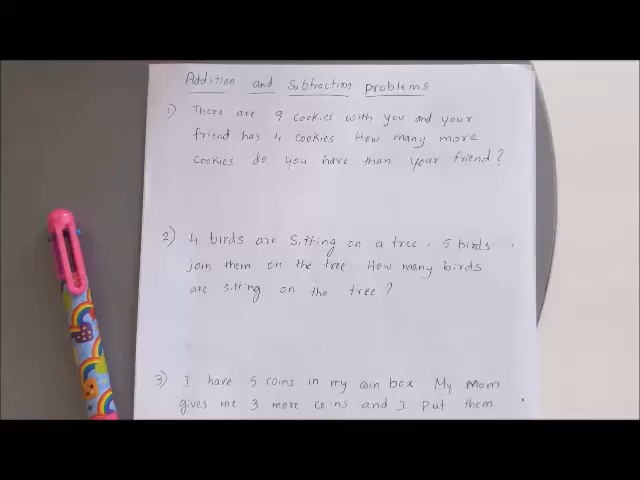 Addition and Subtraction problems
1) There are 9 cookies with you and your
friend has 4 cookies How many more
cookies do you have than your friend?
2) 4 birds are sitting on a tree. 5 birds
join them on the tree How many birds
are sitting on the tree?
3) I have 5 coins in my coin box My Mom
gives me 3 more coins and I put them